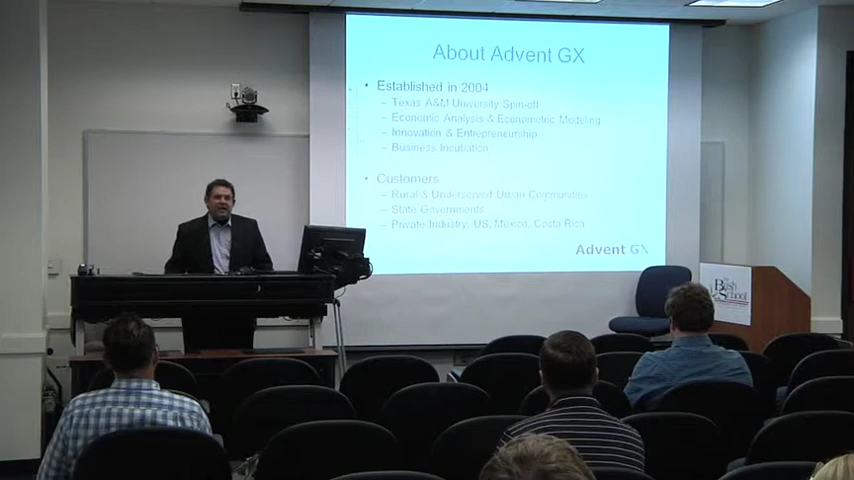 About Advent GX
• Established in 2004
– Texas A&M University Spin-off
– Economic Analysis & Econometric Modeling
– Innovation & Entrepreneurship
– Business Incubation
• Customers
– Rural & Underserved Urban Communities
– State Governments
– Private Industry, US, Mexico, Costa Rica
Advent GX
The
Bush
School